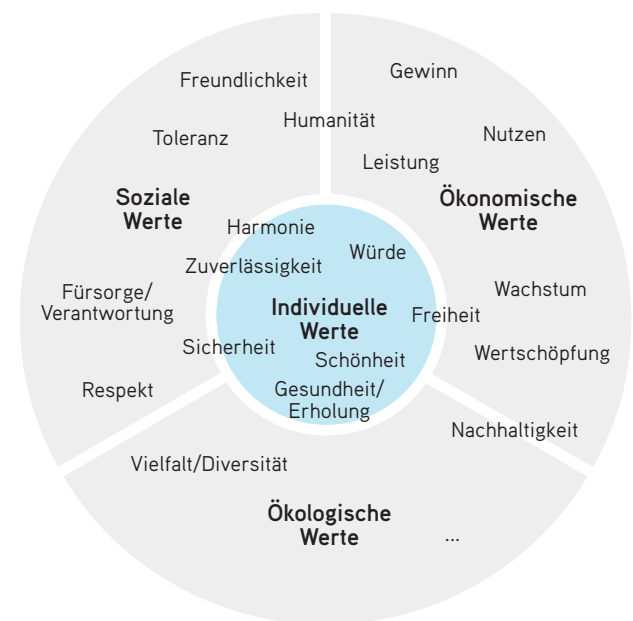 Freundlichkeit
Gewinn
Humanität
Toleranz
Nutzen
Leistung
Soziale
Werte
Ökonomische
Werte
Harmonie
Würde
Zuverlässigkeit
Fürsorge/
Verantwortung
Wachstum
Individuelle
Werte
Freiheit
Sicherheit
Schönheit
Wertschöpfung
Respekt
Gesundheit/
Erholung
Nachhaltigkeit
Vielfalt/Diversität
Ökologische
Werte
...